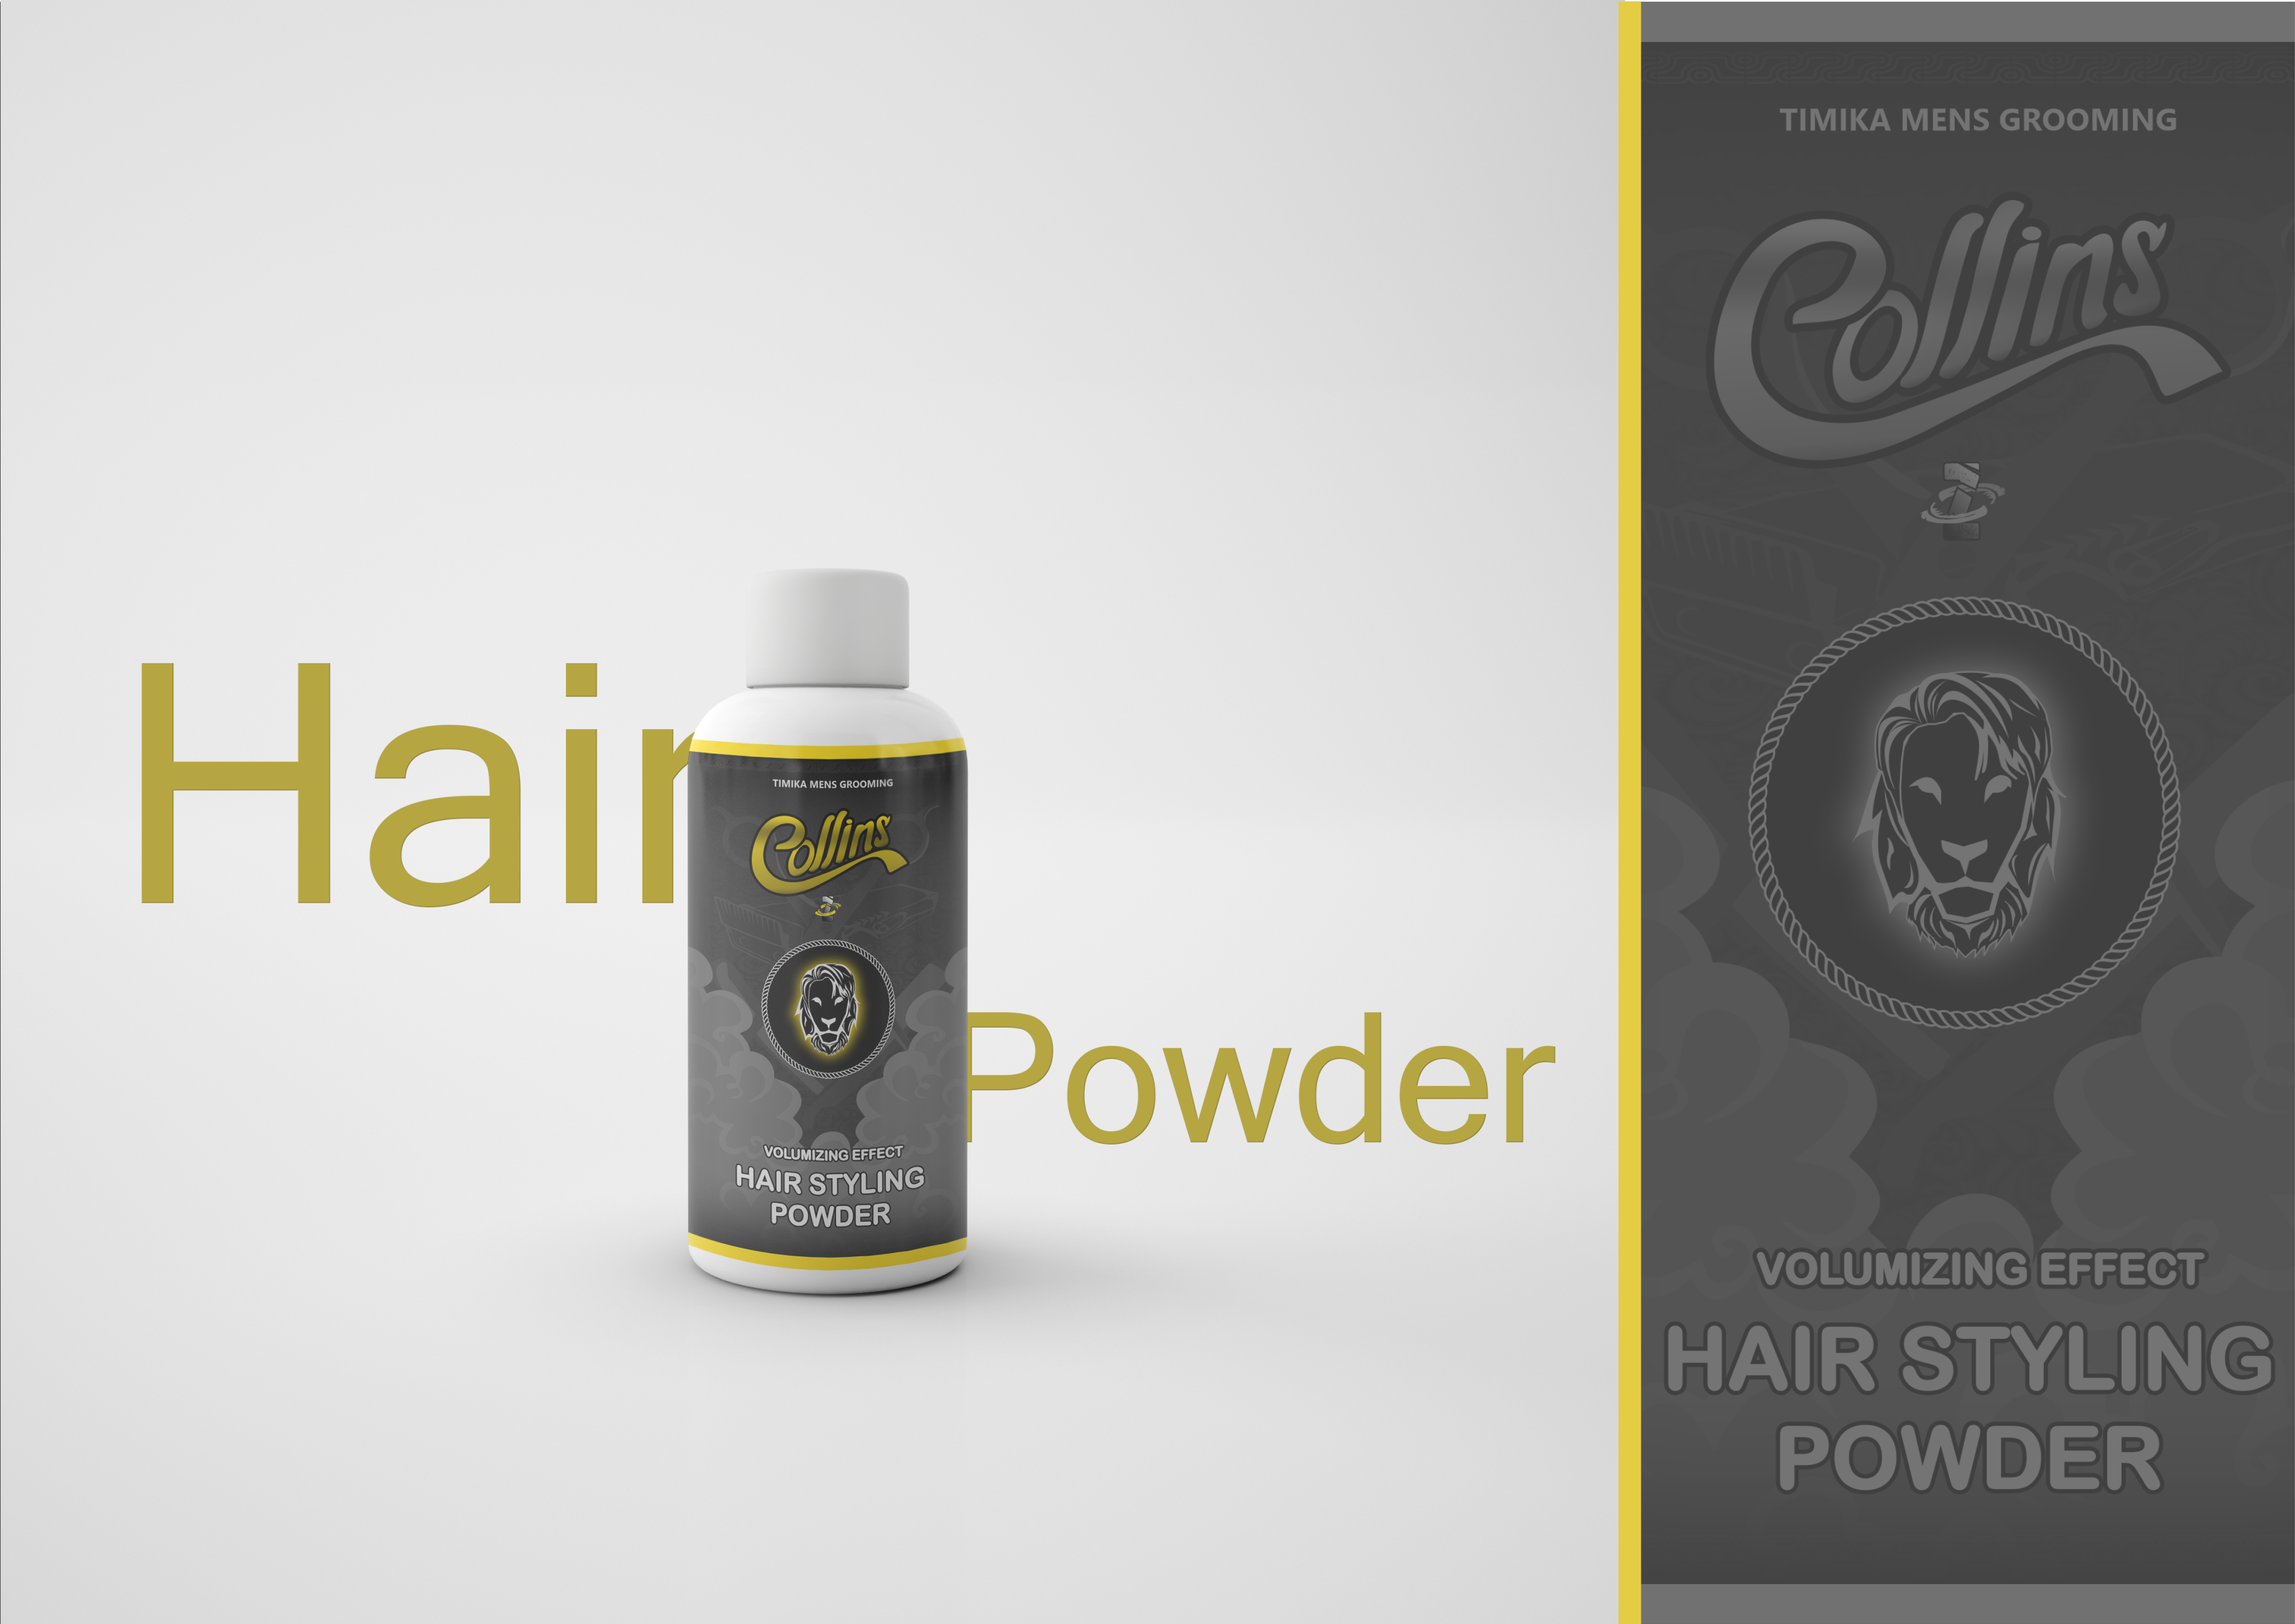 Hair
Powder
TIMIKA MENS GROOMING
Collins
VOLUMIZING EFFECT
HAIR STYLING
POWDER
TIMIKA MENS GROOMING
Collins
VOLUMIZING EFFECT
HAIR STYLING
POWDER